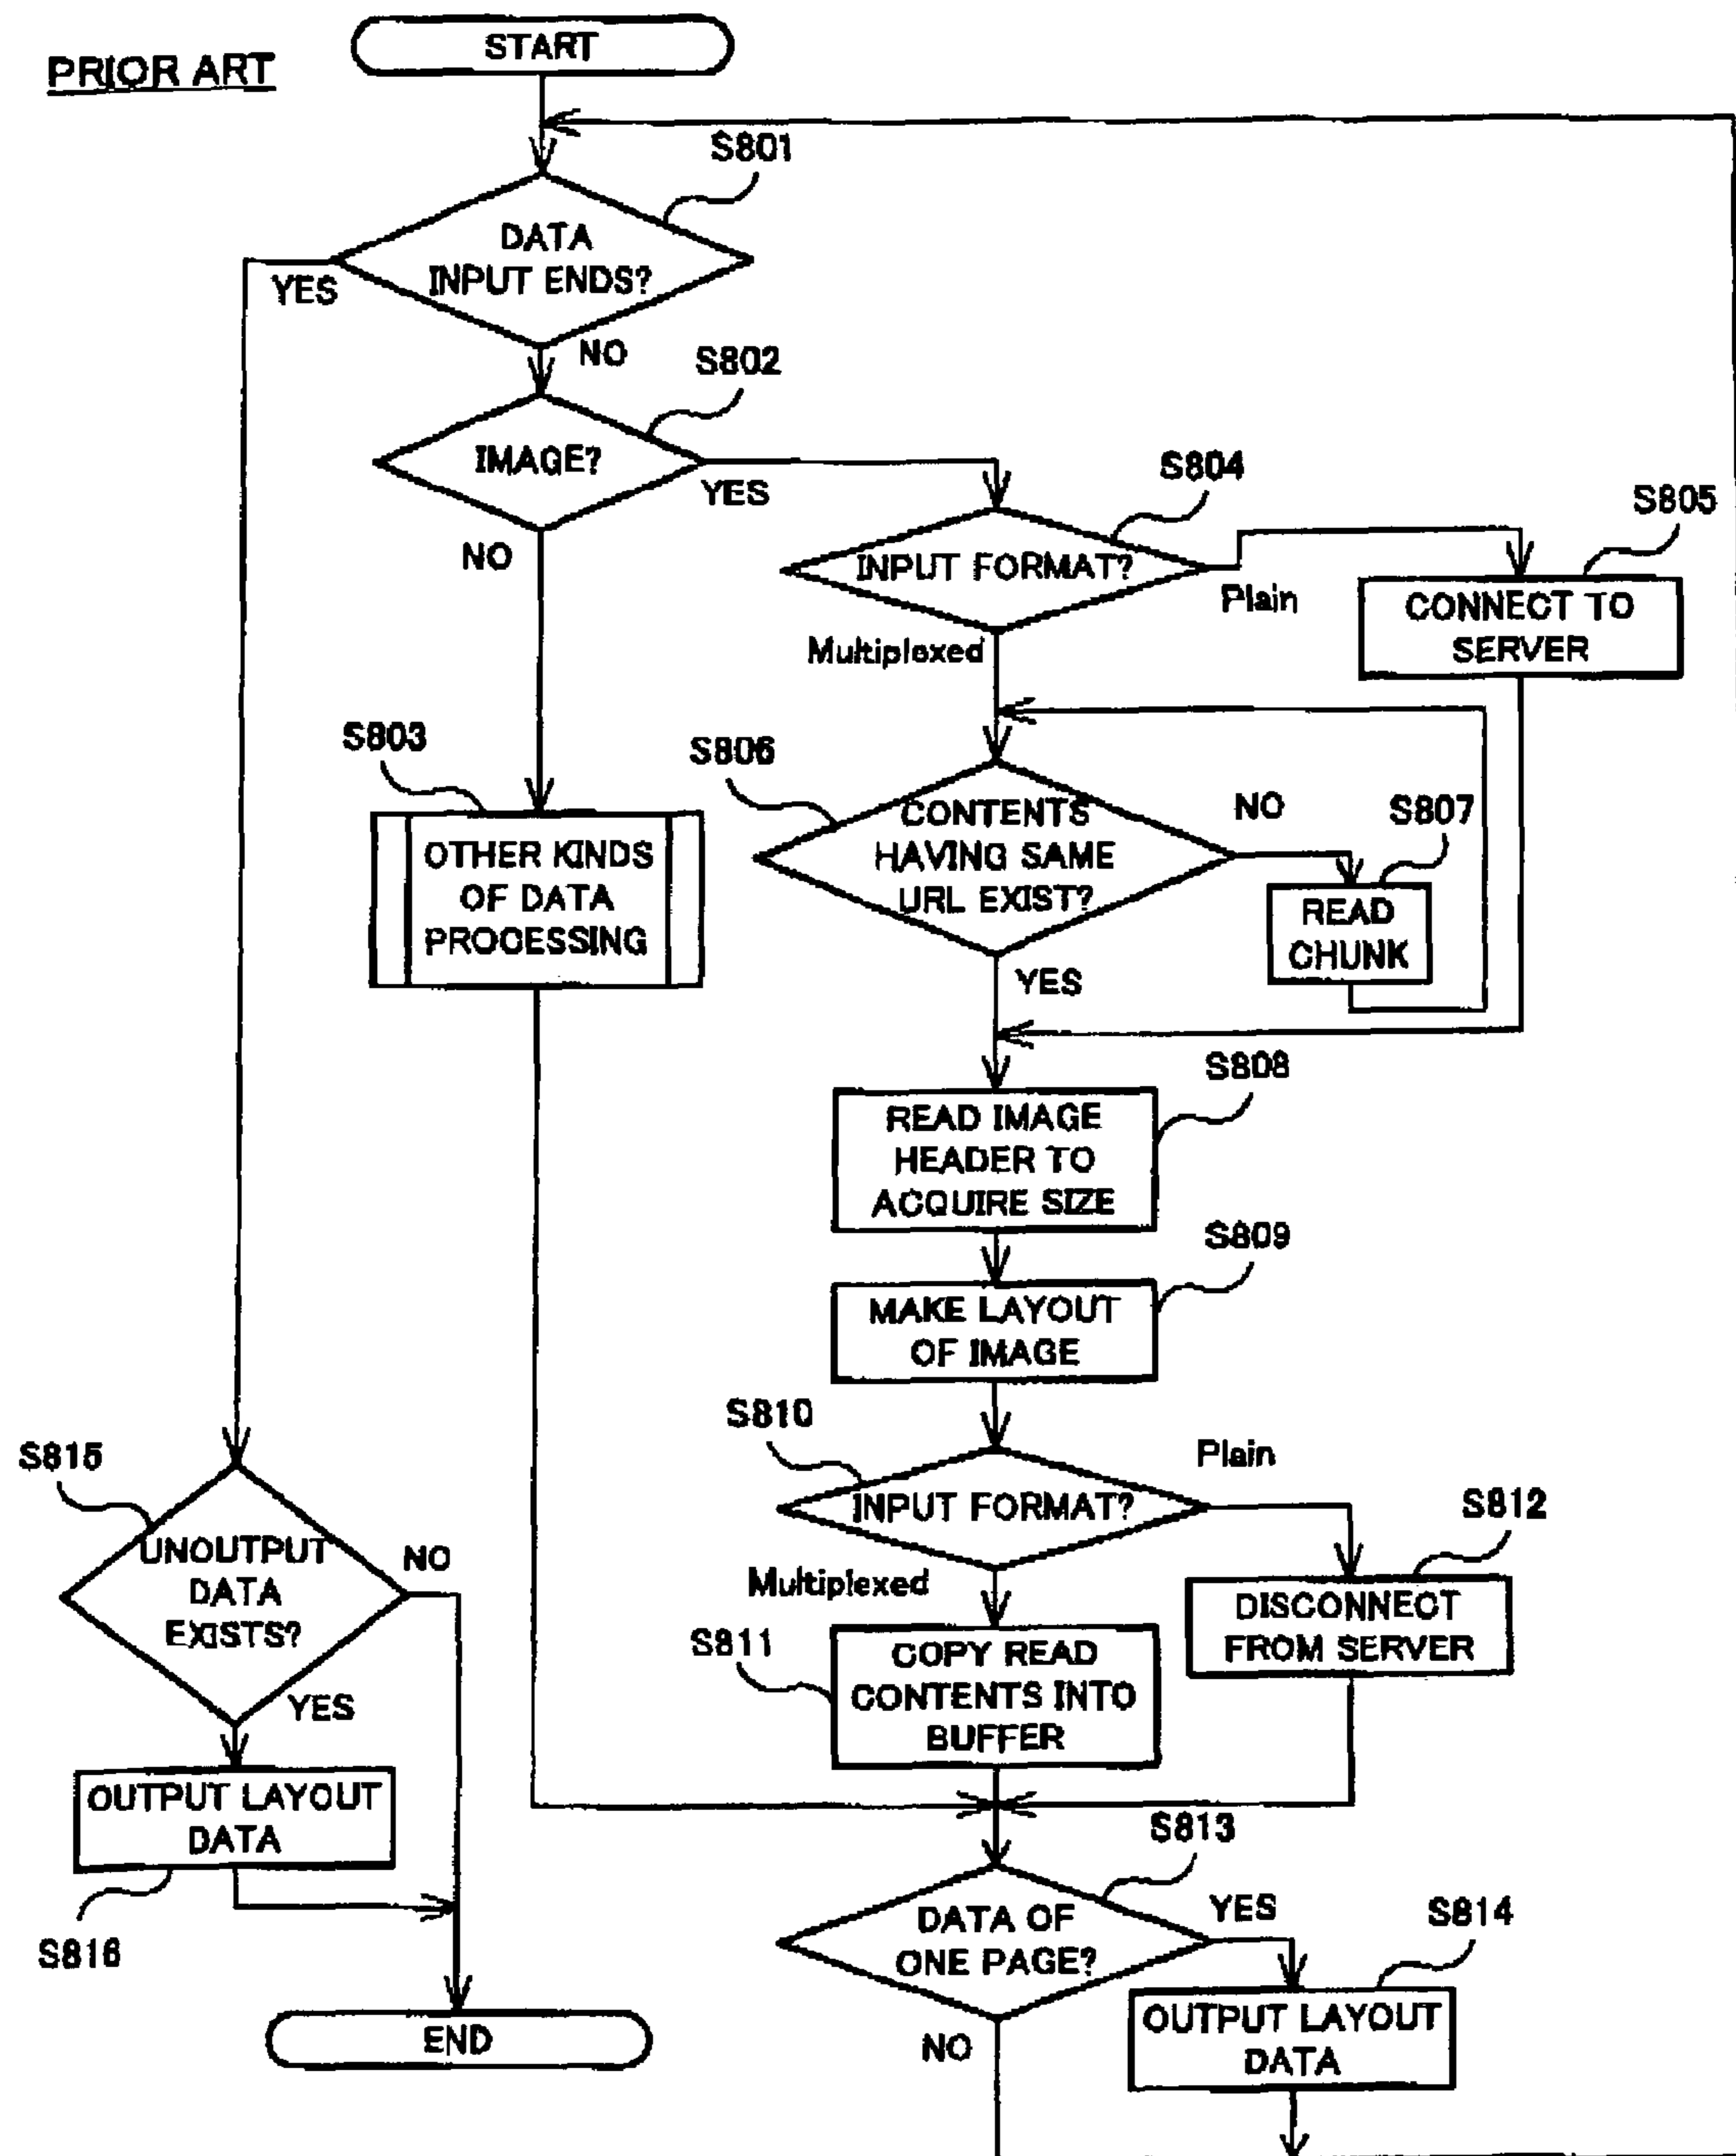 PRIOR ART
START
S801
DATA
INPUT ENDS?
YES
NO
S802
IMAGE?
YES
NO
S804
INPUT FORMAT?
Plain
Multiplexed
S805
CONNECT TO
SERVER
S803
OTHER KINDS
OF DATA
PROCESSING
S806
CONTENTS
HAVING SAME
URL EXIST?
NO
YES
S807
READ
CHUNK
S808
READ IMAGE
HEADER TO
ACQUIRE SIZE
S809
MAKE LAYOUT
OF IMAGE
S810
INPUT FORMAT?
Plain
Multiplexed
S812
DISCONNECT
FROM SERVER
S811
COPY READ
CONTENTS INTO
BUFFER
S815
UNOUTPUT
DATA
EXISTS?
NO
YES
OUTPUT LAYOUT
DATA
S816
S813
DATA OF
ONE PAGE?
YES
NO
S814
OUTPUT LAYOUT
DATA
END